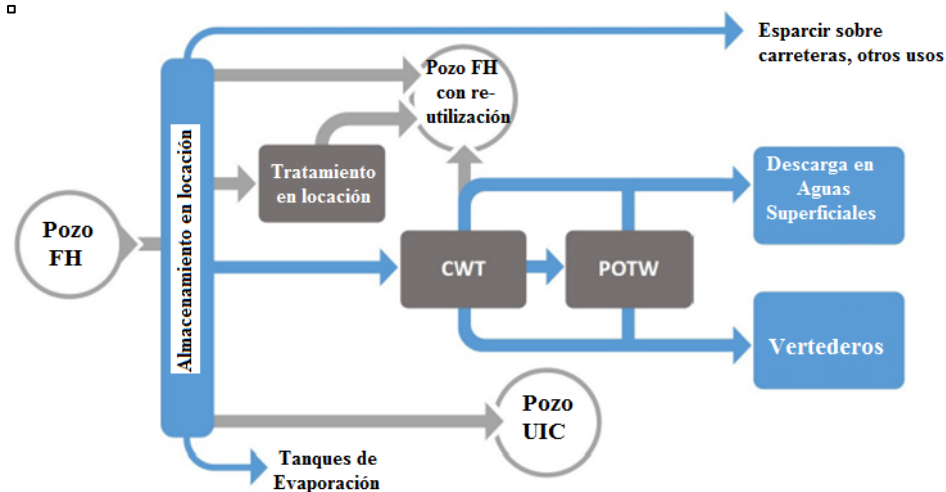 Esparcir sobre
carreteras, otros usos
Pozo FH
con re-
utilización
Almacenamiento en locación
Tratamiento
en locación
Descarga en
Aguas
Superficiales
Pozo
FH
CWT
POTW
Vertederos
Pozo
UIC
Tanques de
Evaporación